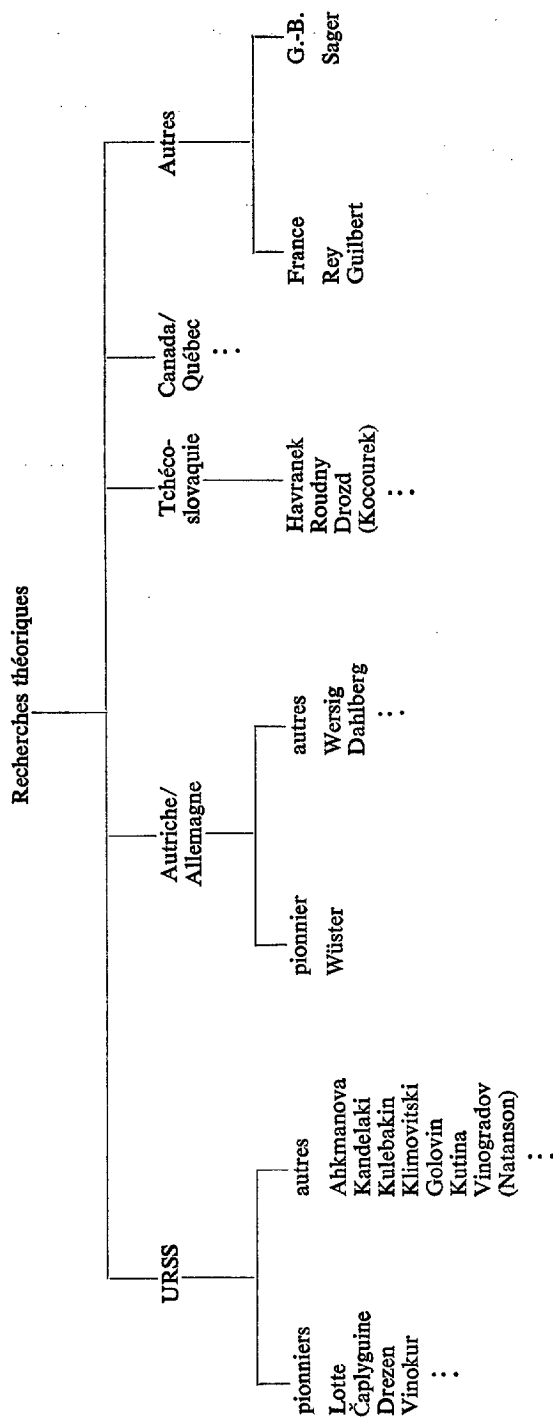 Recherches théoriques
URSS
pionniers
Lotte
Čaplyguine
Drezen
Vinokur
⋮
autres
Ahkmanova
Kandelaki
Kulebakin
Klimovitski
Golovin
Kutina
Vinogradov
(Natanson)
⋮
Autriche/
Allemagne
pionnier
Wüster
autres
Wersig
Dahlberg
⋮
Tchéco-
slovaquie
Havranek
Roudny
Drozd
(Kocourek)
⋮
Canada/
Québec
⋮
Autres
France
Rey
Guilbert
G.-B.
Sager